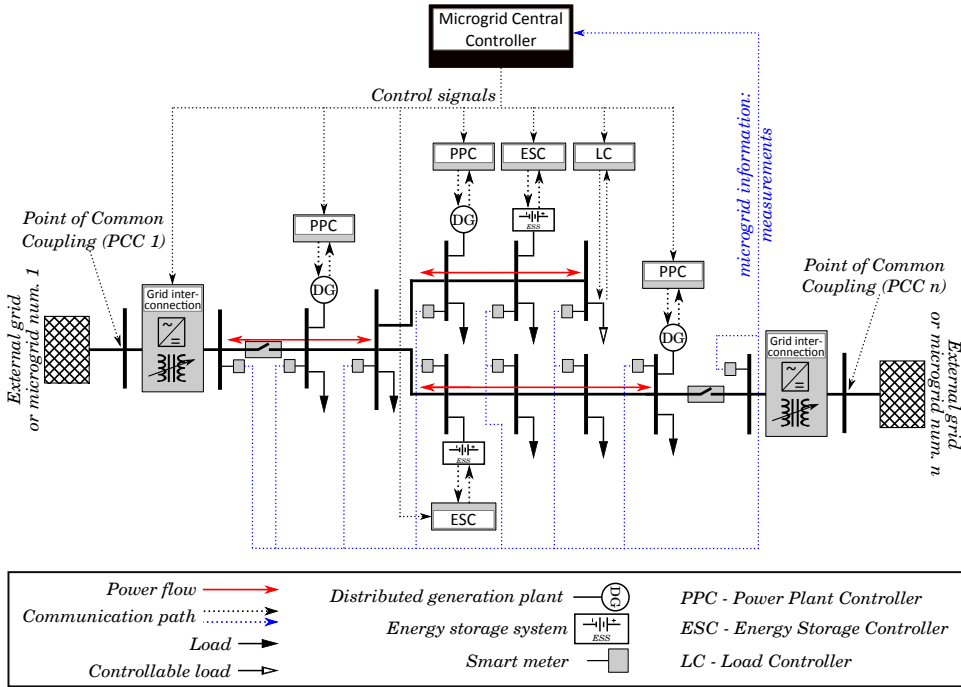 Microgrid Central
Controller
Control signals
microgrid information:
measurements
PPC
ESC
LC
DG
ESS
Point of Common
Coupling (PCC 1)
PPC
DG
PPC
DG
Point of Common
Coupling (PCC n)
External grid
or microgrid num. 1
Grid inter-
connection
Grid inter-
connection
External grid
or microgrid num. n
ESS
ESC
Power flow
Communication path
Load
Controllable load
Distributed generation plant
DG
Energy storage system
ESS
Smart meter
PPC - Power Plant Controller
ESC - Energy Storage Controller
LC - Load Controller